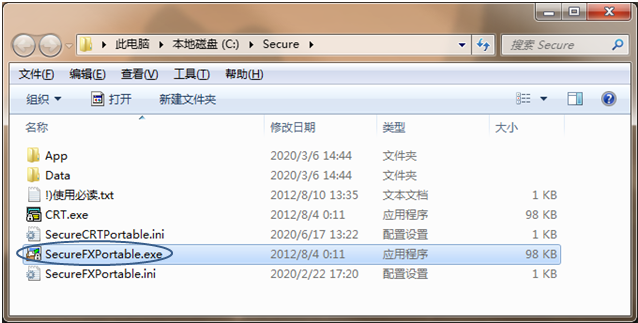 此电脑 ▸ 本地磁盘 (C:) ▸ Secure ▸
搜索 Secure
文件(F) 编辑(E) 查看(V) 工具(T) 帮助(H)
组织 打开 新建文件夹
名称 修改日期 类型 大小
App 2020/3/6 14:44 文件夹
Data 2020/3/6 14:44 文件夹
!)使用必读.txt 2012/8/10 13:35 文本文档 1 KB
CRT.exe 2012/8/4 0:11 应用程序 98 KB
SecureCRTPortable.ini 2020/6/17 13:22 配置设置 1 KB
SecureFXPortable.exe 2012/8/4 0:11 应用程序 98 KB
SecureFXPortable.ini 2020/2/22 17:20 配置设置 1 KB